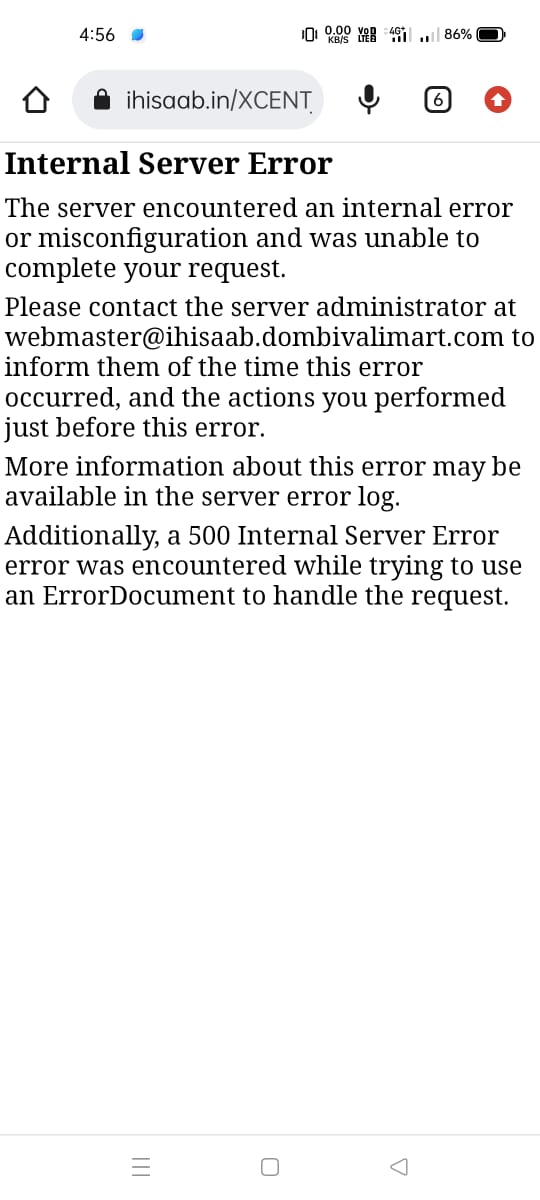 4:56 0.00 KB/S Vo LTE 4G+ 86%
ihisaab.in/XCENT 6
Internal Server Error
The server encountered an internal error
or misconfiguration and was unable to
complete your request.
Please contact the server administrator at
webmaster@ihisaab.dombivalimart.com to
inform them of the time this error
occurred, and the actions you performed
just before this error.
More information about this error may be
available in the server error log.
Additionally, a 500 Internal Server Error
error was encountered while trying to use
an ErrorDocument to handle the request.